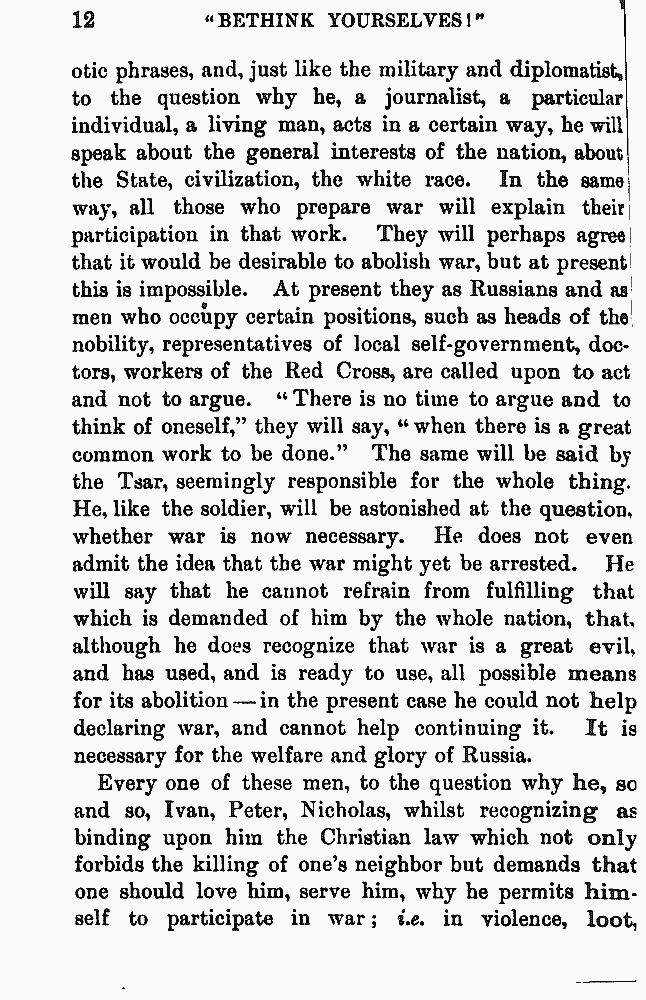 12 "BETHINK YOURSELVES!"
otic phrases, and, just like the military and diplomatist,
to the question why he, a journalist, a particular
individual, a living man, acts in a certain way, he will
speak about the general interests of the nation, about
the State, civilization, the white race. In the same
way, all those who prepare war will explain their
participation in that work. They will perhaps agree
that it would be desirable to abolish war, but at present
this is impossible. At present they as Russians and as
men who occupy certain positions, such as heads of the
nobility, representatives of local self-government, doc-
tors, workers of the Red Cross, are called upon to act
and not to argue. "There is no time to argue and to
think of oneself," they will say, "when there is a great
common work to be done." The same will be said by
the Tsar, seemingly responsible for the whole thing.
He, like the soldier, will be astonished at the question,
whether war is now necessary. He does not even
admit the idea that the war might yet be arrested. He
will say that he cannot refrain from fulfilling that
which is demanded of him by the whole nation, that,
although he does recognize that war is a great evil,
and has used, and is ready to use, all possible means
for its abolition — in the present case he could not help
declaring war, and cannot help continuing it. It is
necessary for the welfare and glory of Russia.
Every one of these men, to the question why he, so
and so, Ivan, Peter, Nicholas, whilst recognizing as
binding upon him the Christian law which not only
forbids the killing of one's neighbor but demands that
one should love him, serve him, why he permits him-
self to participate in war; i.e. in violence, loot,